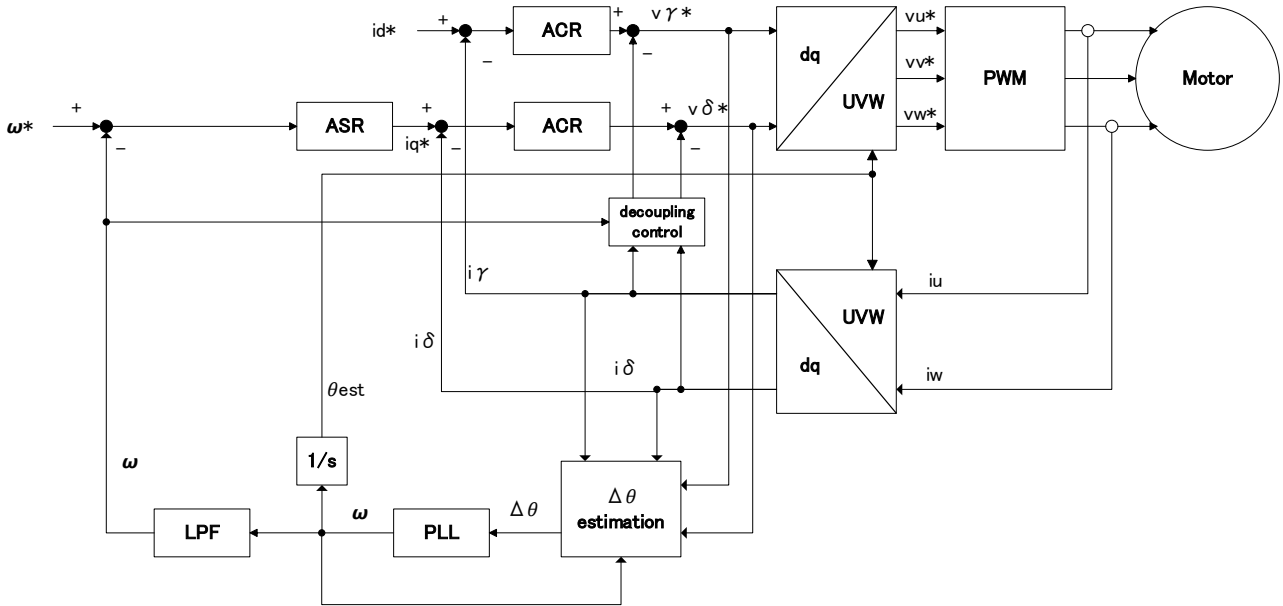 id*
+
−
ACR
+
−
vγ*
dq
UVW
vu*
vv*
vw*
PWM
Motor
ω*
+
−
ASR
+
iq*
−
ACR
+
−
vδ*
decoupling
control
iγ
iδ
iδ
UVW
dq
iu
iw
θest
1/s
ω
LPF
ω
PLL
Δθ
Δθ
estimation